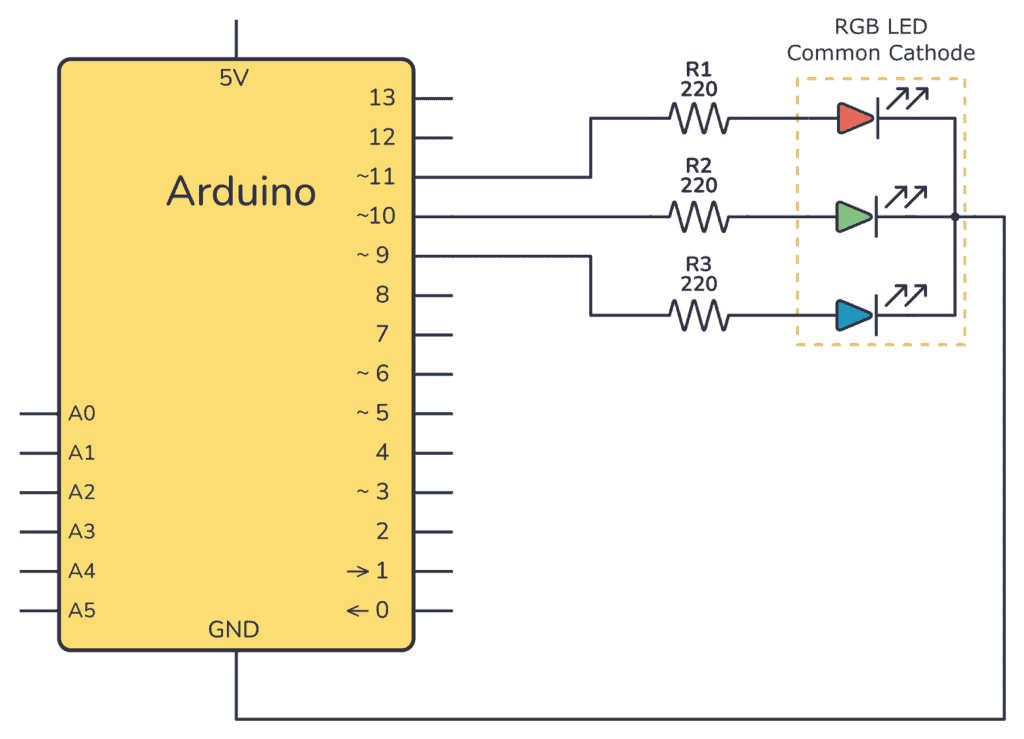 RGB LED
Common Cathode
5V
Arduino
13
12
~11
~10
~ 9
8
7
~ 6
~ 5
4
~ 3
2
→ 1
← 0
A0
A1
A2
A3
A4
A5
GND
R1
220
R2
220
R3
220